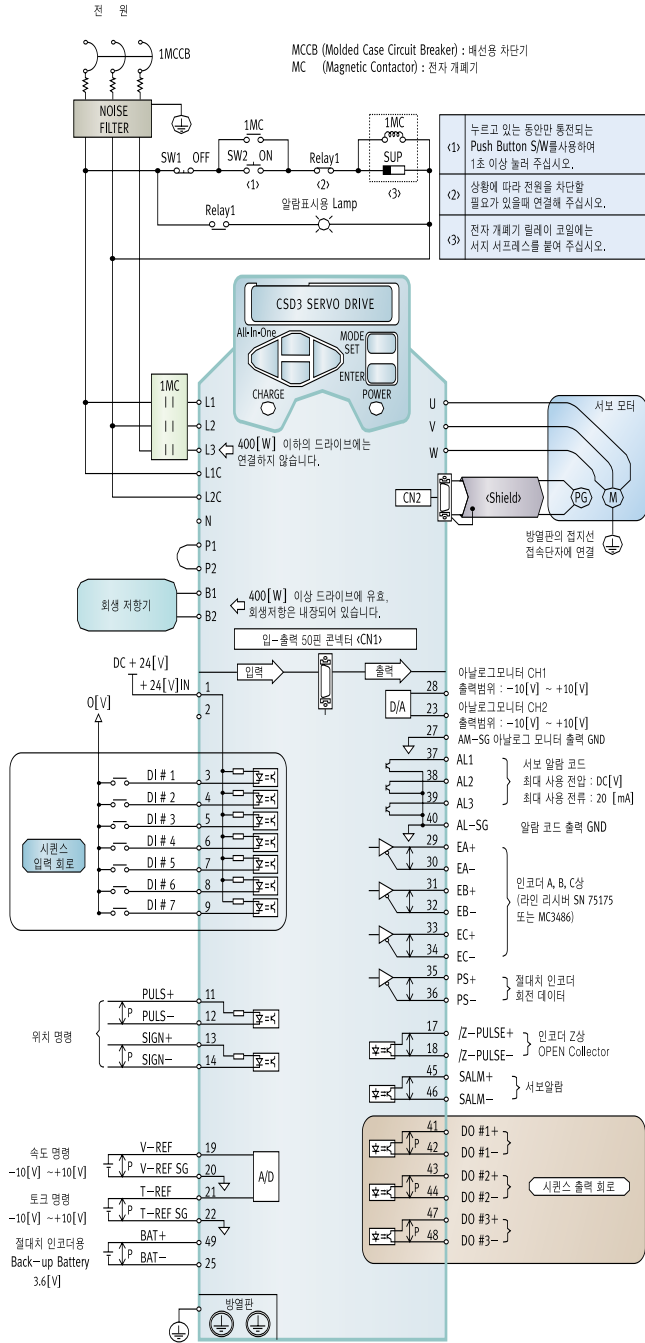 전 원
1MCCB
MCCB (Molded Case Circuit Breaker) : 배선용 차단기
MC (Magnetic Contactor) : 전자 개폐기
NOISE
FILTER
1MC
1MC
SW1 OFF
SW2 ON
Relay1
SUP
<1>
<2>
<3>
Relay1
알람표시용 Lamp
<1>
누르고 있는 동안만 통전되는
Push Button S/W를사용하여
1초 이상 눌러 주십시오.
<2>
상황에 따라 전원을 차단할
필요가 있을때 연결해 주십시오.
<3>
전자 개폐기 릴레이 코일에는
서지 서프레스를 붙여 주십시오.
CSD3 SERVO DRIVE
All-In-One
MODE
SET
ENTER
CHARGE
POWER
1MC
L1
L2
L3
400[W] 이하의 드라이브에는
연결하지 않습니다.
L1C
L2C
N
P1
P2
B1
B2
회생 저항기
400[W] 이상 드라이브에 유효,
회생저항은 내장되어 있습니다.
U
V
W
서보 모터
CN2
<Shield>
PG
M
방열판의 접지선
접속단자에 연결
입-출력 50핀 콘넥터 <CN1>
입력
출력
DC + 24[V]
+ 24[V]IN
1
2
0[V]
시퀀스
입력 회로
DI # 1
3
DI # 2
4
DI # 3
5
DI # 4
6
DI # 5
7
DI # 6
8
DI # 7
9
위치 명령
PULS+
11
P
PULS-
12
SIGN+
13
P
SIGN-
14
속도 명령
-10[V] ~+10[V]
V-REF
19
P
V-REF SG
20
토크 명령
-10[V] ~+10[V]
T-REF
21
P
T-REF SG
22
A/D
절대치 인코더용
Back-up Battery
3.6[V]
BAT+
49
P
BAT-
25
방열판
D/A
28
아날로그모니터 CH1
출력범위 : -10[V] ~ +10[V]
23
아날로그모니터 CH2
출력범위 : -10[V] ~ +10[V]
27
AM-SG 아날로그 모니터 출력 GND
37
AL1
38
AL2
39
AL3
서보 알람 코드
최대 사용 전압 : DC[V]
최대 사용 전류 : 20 [mA]
40
AL-SG
알람 코드 출력 GND
29
EA+
30
EA-
31
EB+
32
EB-
33
EC+
34
EC-
인코더 A, B, C상
(라인 리시버 SN 75175
또는 MC3486)
35
PS+
36
PS-
절대치 인코더
회전 데이터
17
/Z-PULSE+
18
/Z-PULSE-
인코더 Z상
OPEN Collector
45
SALM+
46
SALM-
서보알람
41
DO #1+
P
42
DO #1-
43
DO #2+
P
44
DO #2-
47
DO #3+
P
48
DO #3-
시퀀스 출력 회로